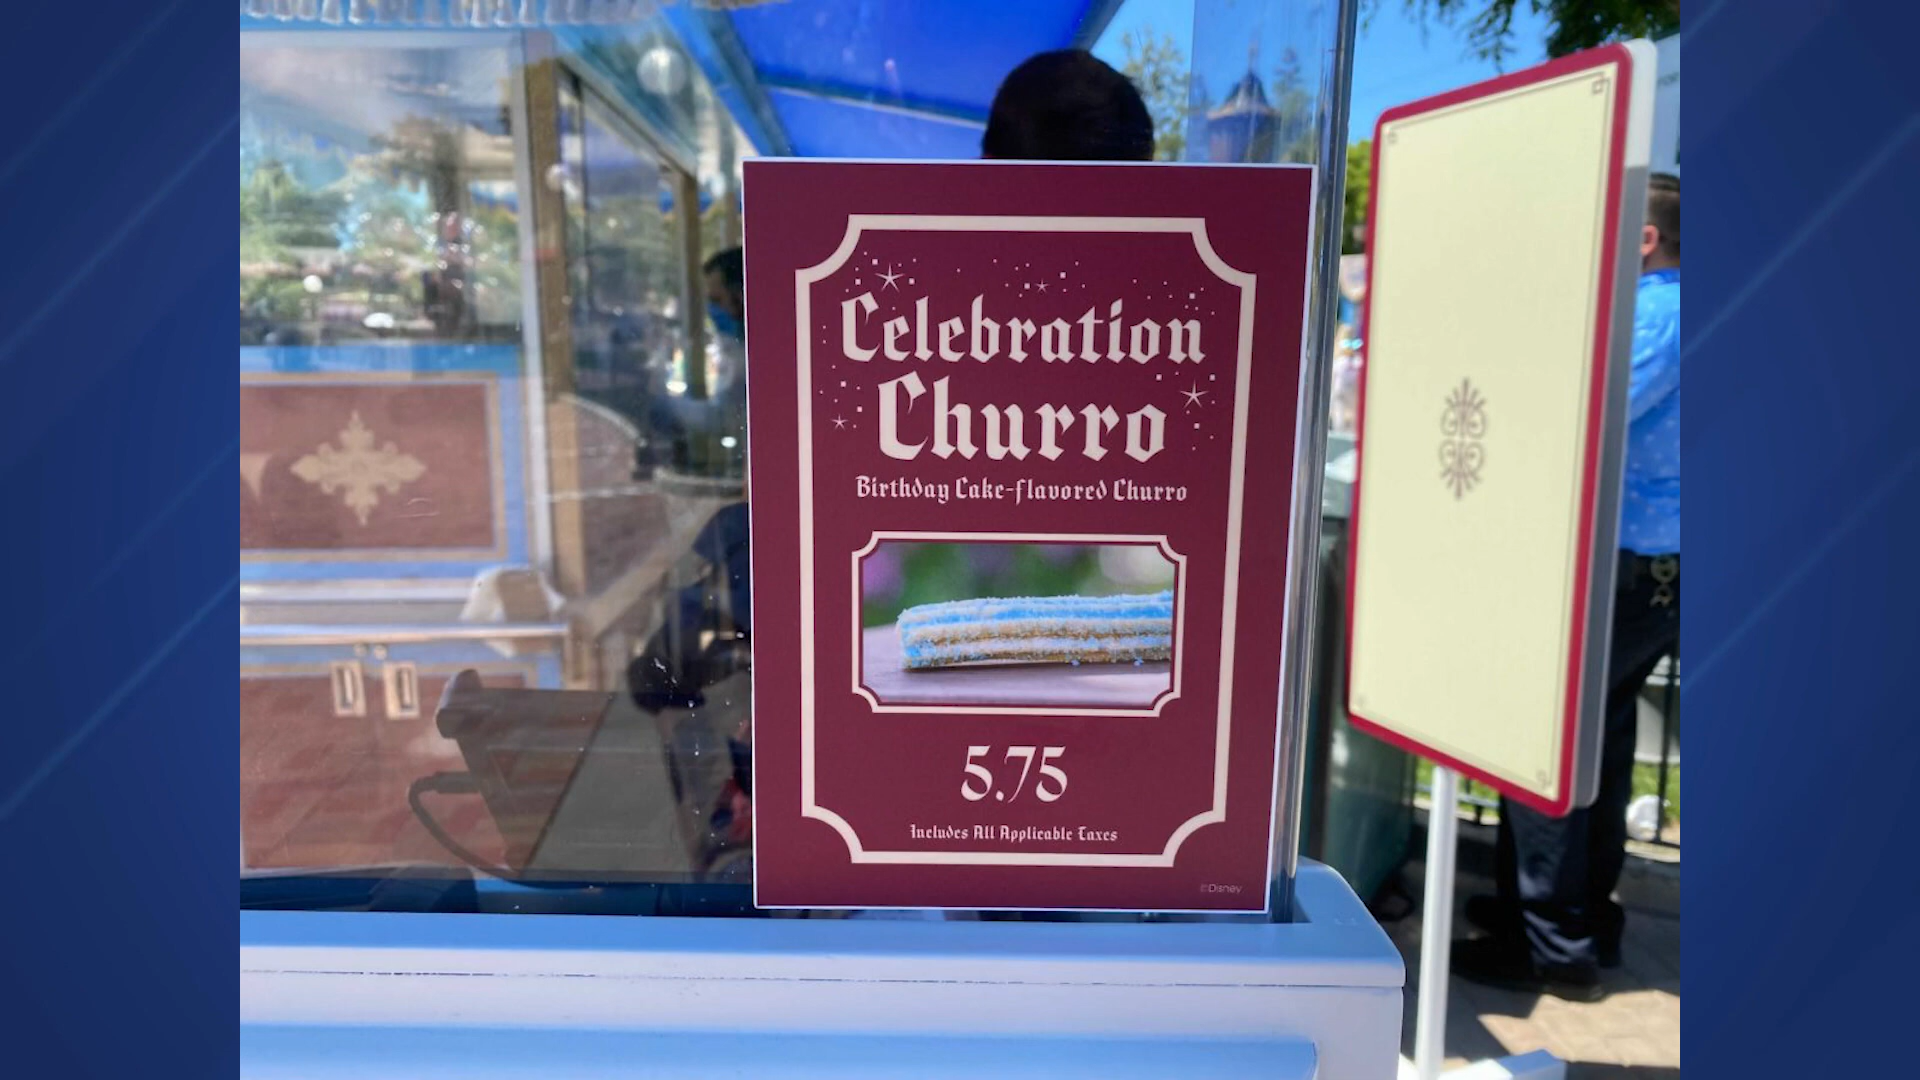 Celebration
Churro
Birthday Cake-flavored Churro
5.75
Includes All Applicable Taxes
©Disney